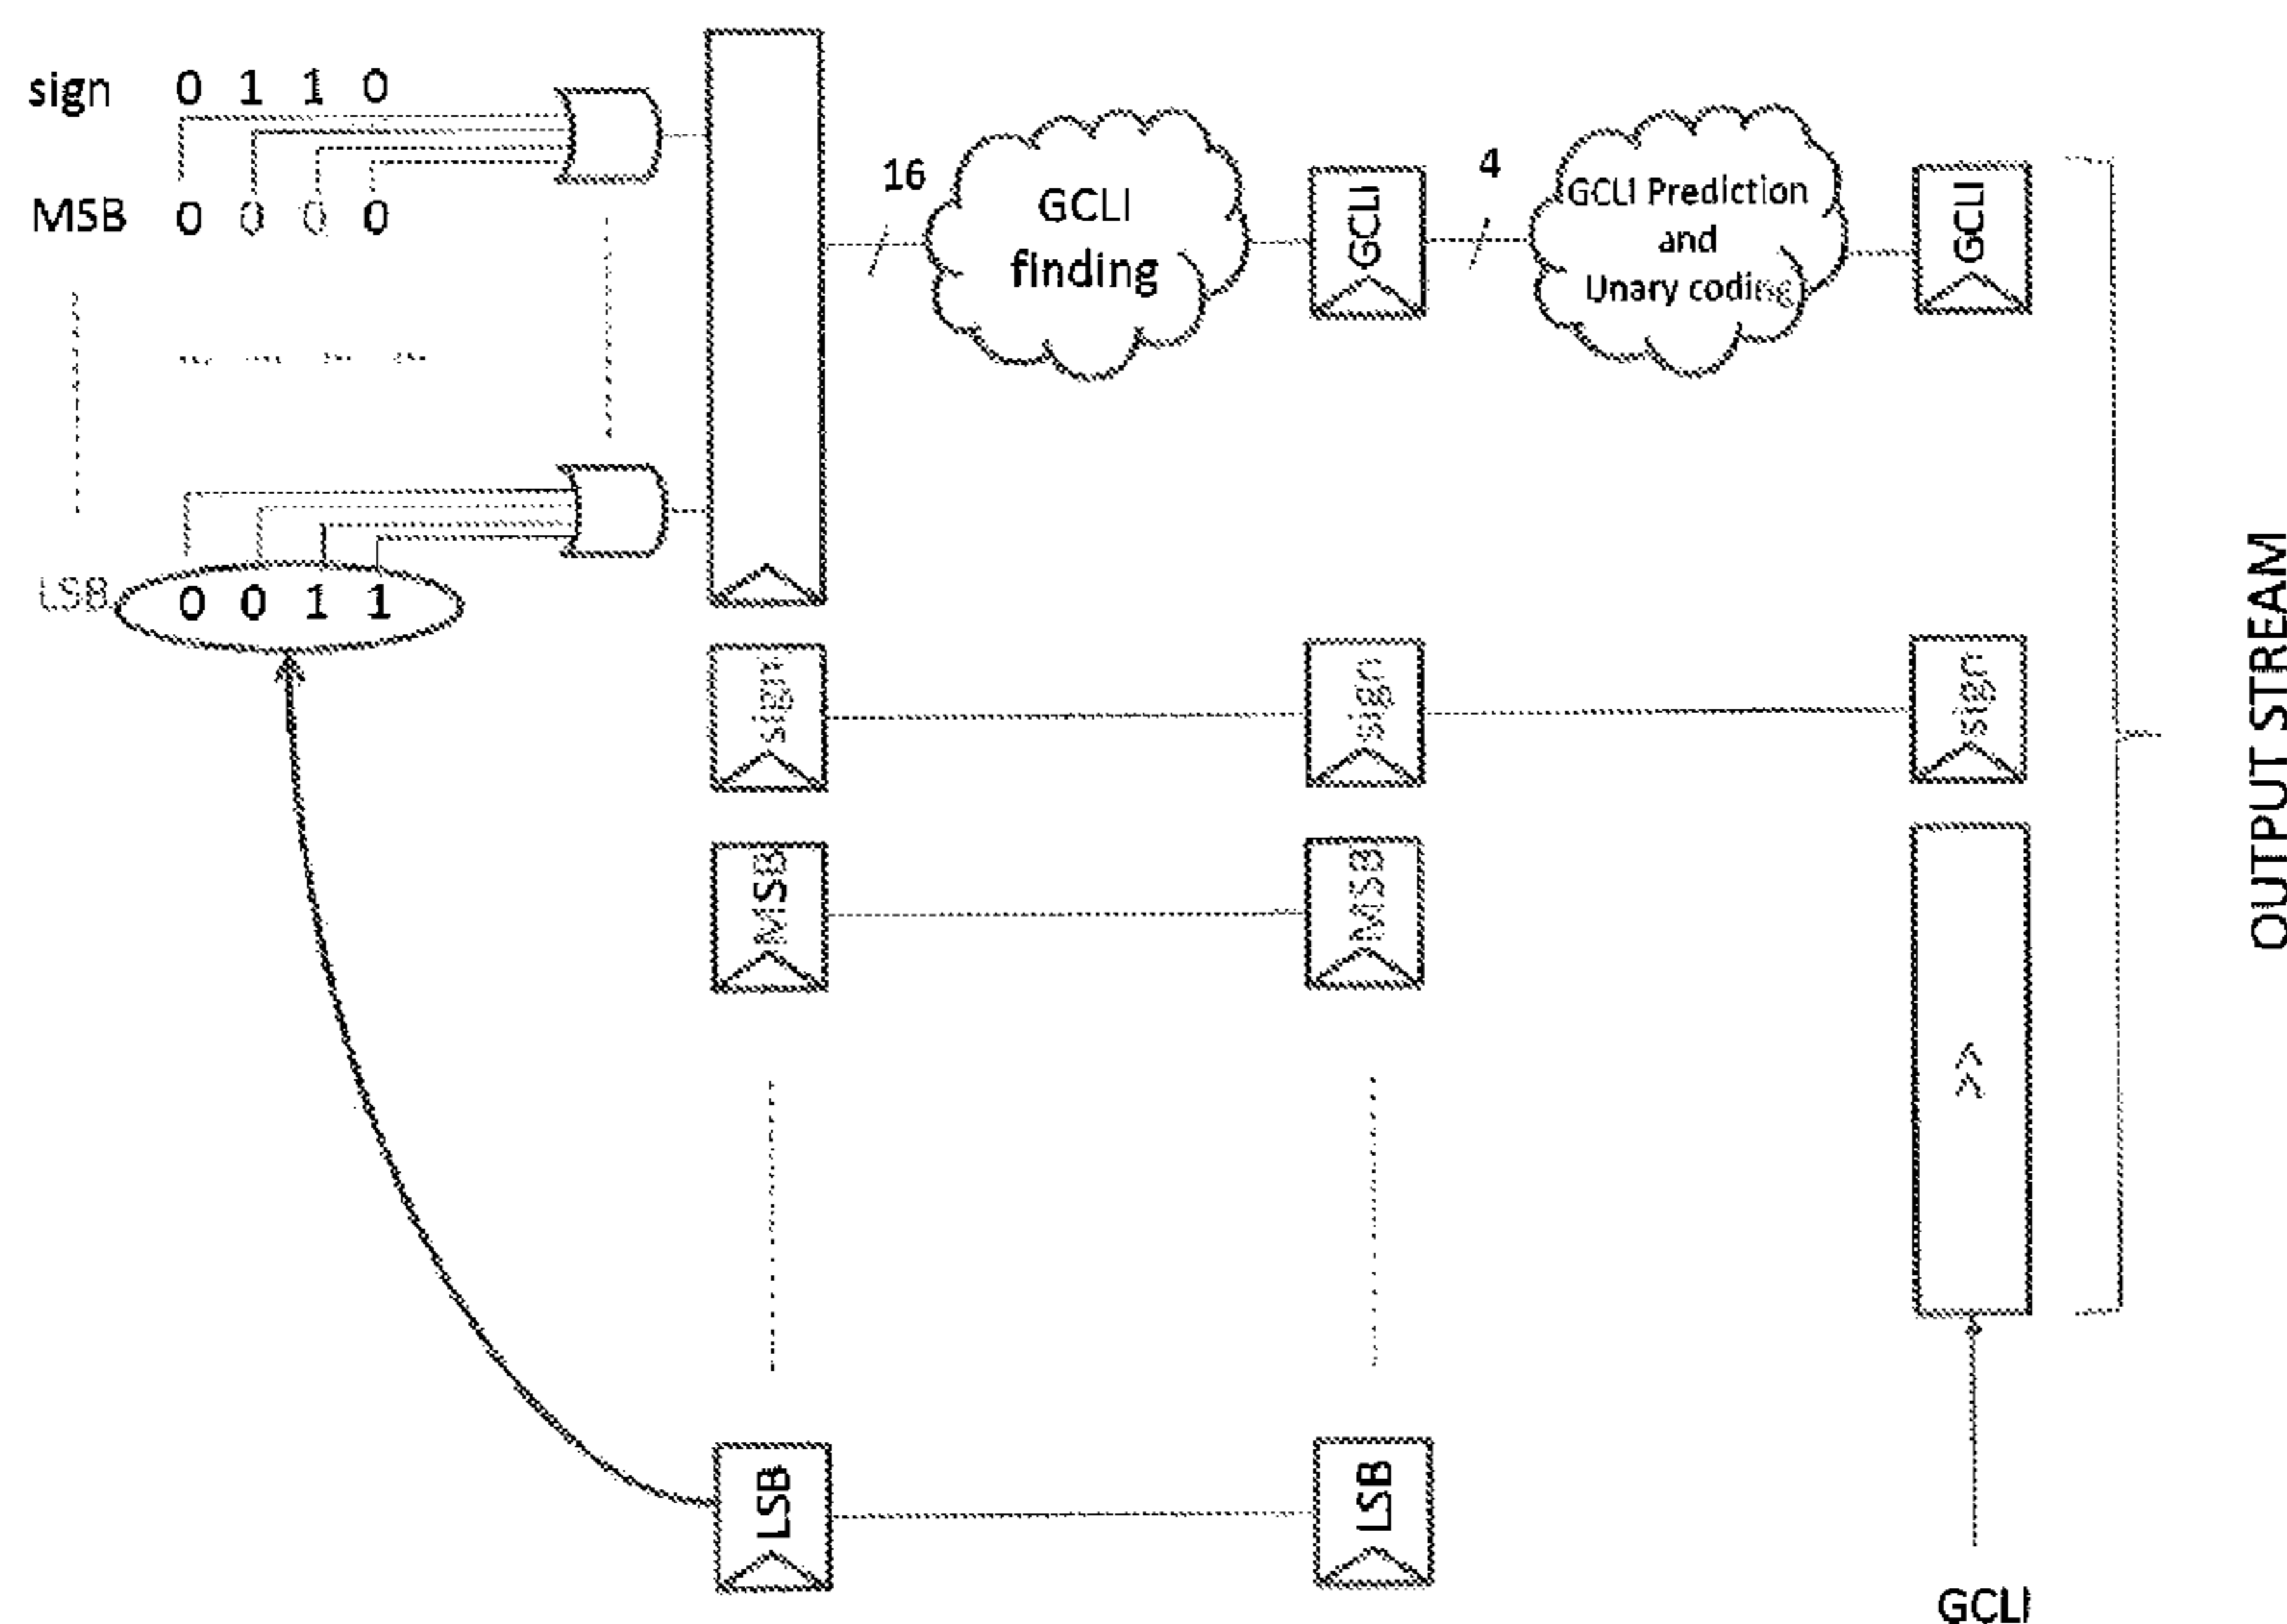 sign 0 1 1 0
MSB 0 0 0 0
LSB 0 0 1 1
16
GCLI
finding
GCLI
4
GCLI Prediction
and
Unary coding
GCLI
sign
sign
sign
MSB
MSB
>>
LSB
LSB
GCLI
OUTPUT STREAM